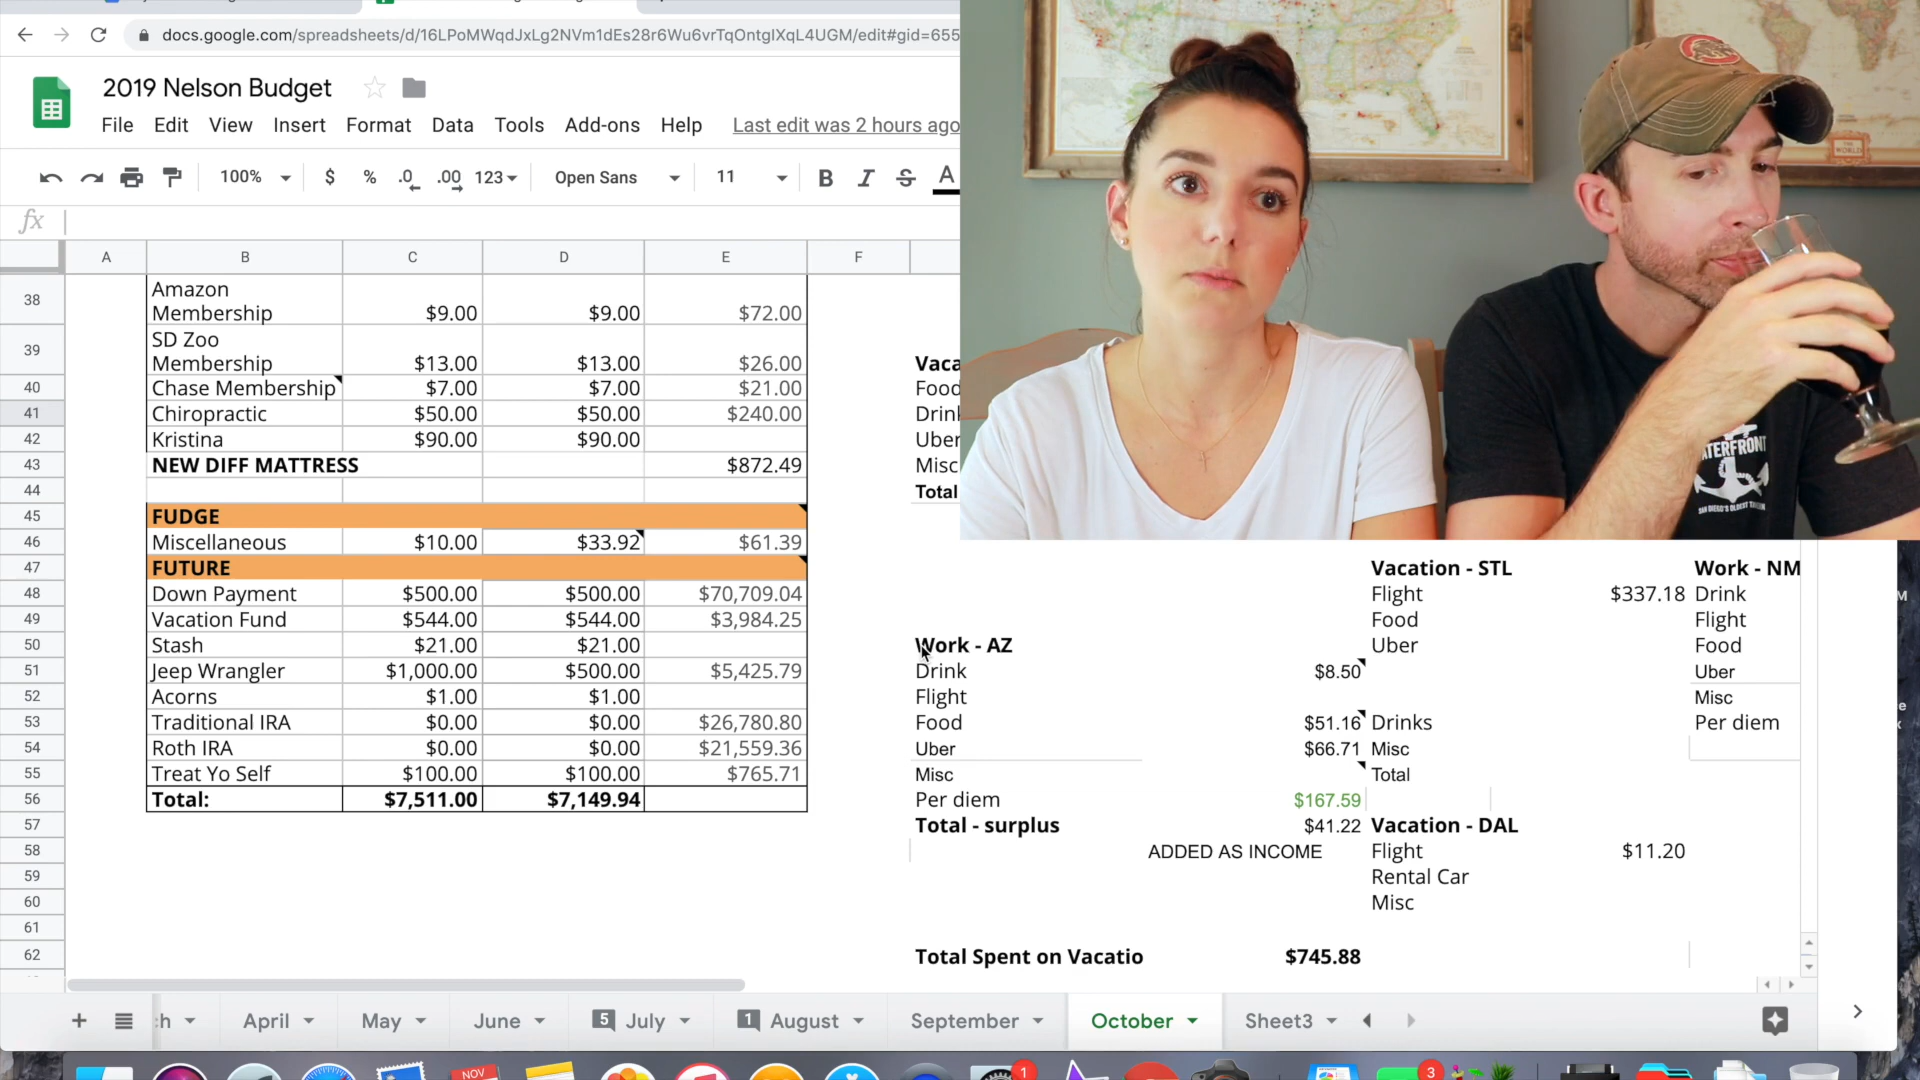 docs.google.com/spreadsheets/d/16LPoMWqdJxLg2NVm1dEs28r6Wu6vrTqOntgIXqL4UGM/edit#gid=655
2019 Nelson Budget
File Edit View Insert Format Data Tools Add-ons Help Last edit was 2 hours ago
100% $ % .0 .00 123 Open Sans 11 B I S A
fx
A B C D E F
38 Amazon Membership $9.00 $9.00 $72.00
39 SD Zoo Membership $13.00 $13.00 $26.00 Vaca
40 Chase Membership $7.00 $7.00 $21.00 Food
41 Chiropractic $50.00 $50.00 $240.00 Drin
42 Kristina $90.00 $90.00 Uber
43 NEW DIFF MATTRESS $872.49 Misc
44 Total
45 FUDGE
46 Miscellaneous $10.00 $33.92 $61.39
47 FUTURE Vacation - STL Work - NM
48 Down Payment $500.00 $500.00 $70,709.04 Flight $337.18 Drink
49 Vacation Fund $544.00 $544.00 $3,984.25 Food Flight
50 Stash $21.00 $21.00 Work - AZ Uber Food
51 Jeep Wrangler $1,000.00 $500.00 $5,425.79 Drink $8.50 Uber
52 Acorns $1.00 $1.00 Flight Misc
53 Traditional IRA $0.00 $0.00 $26,780.80 Food $51.16 Drinks Per diem
54 Roth IRA $0.00 $0.00 $21,559.36 Uber $66.71 Misc
55 Treat Yo Self $100.00 $100.00 $765.71 Misc Total
56 Total: $7,511.00 $7,149.94 Per diem $167.59
57 Total - surplus $41.22 Vacation - DAL
58 ADDED AS INCOME Flight $11.20
59 Rental Car
60 Misc
61
62 Total Spent on Vacatio $745.88
+ h April May June 5 July 1 August September October Sheet3
NOV 1 3
THE WORLD
WATERFRONT
SAN DIEGO'S OLDEST TAVERN